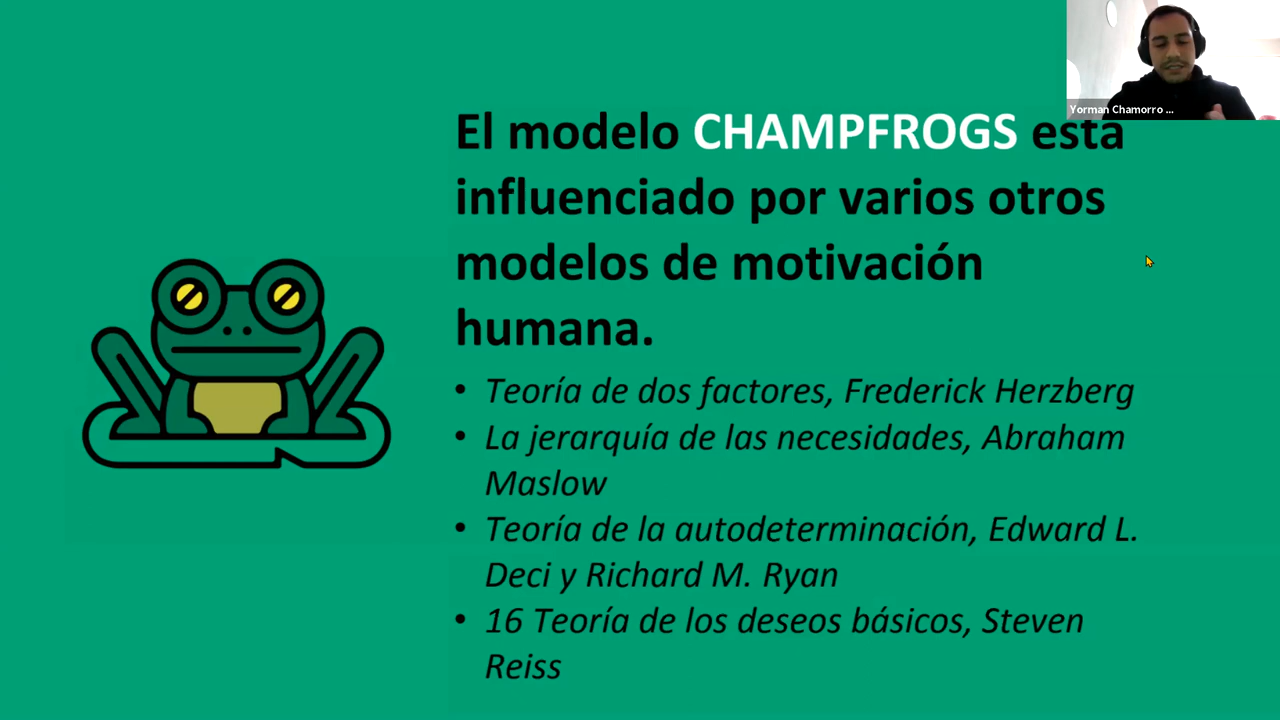 Yorman Chamorro ...
El modelo CHAMPFROGS está
influenciado por varios otros
modelos de motivación
humana.
• Teoría de dos factores, Frederick Herzberg
• La jerarquía de las necesidades, Abraham
Maslow
• Teoría de la autodeterminación, Edward L.
Deci y Richard M. Ryan
• 16 Teoría de los deseos básicos, Steven
Reiss